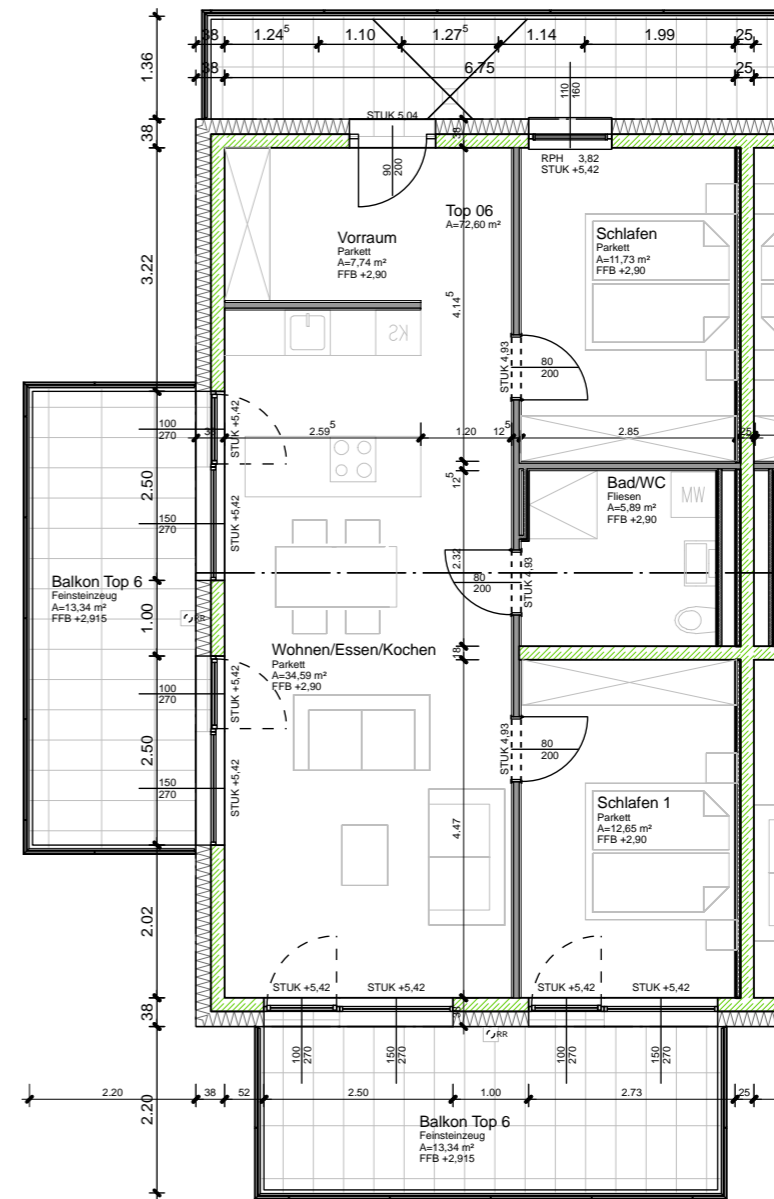 38 1.24⁵ 1.10 1.27⁵ 1.14 1.99 25
38 6.75 25
1.36
38
3.22
2.50
1.00
2.50
2.02
38
2.20
STUK 5,04
38
90
200
110
160
RPH 3,82
STUK +5,42
Top 06
A=72,60 m²
Vorraum
Parkett
A=7,74 m²
FFB +2,90
Schlafen
Parkett
A=11,73 m²
FFB +2,90
4.14⁵
KS
STUK 4,93
80
200
38 2.59⁵ 1.20 12⁵ 2.85 25
100
270
STUK +5,42
150
270
STUK +5,42
12⁵
Bad/WC
Fliesen
A=5,89 m²
FFB +2,90
WM
2.32
80
200
STUK 4,93
Balkon Top 6
Feinsteinzeug
A=13,34 m²
FFB +2,915
RR
Wohnen/Essen/Kochen
Parkett
A=34,59 m²
FFB +2,90
18
100
270
STUK +5,42
150
270
STUK +5,42
STUK 4,93
80
200
Schlafen 1
Parkett
A=12,65 m²
FFB +2,90
4.47
STUK +5,42 STUK +5,42 STUK +5,42 STUK +5,42
38
RR
100
270
150
270
100
270
150
270
2.20 38 52 2.50 1.00 2.73 25
Balkon Top 6
Feinsteinzeug
A=13,34 m²
FFB +2,915